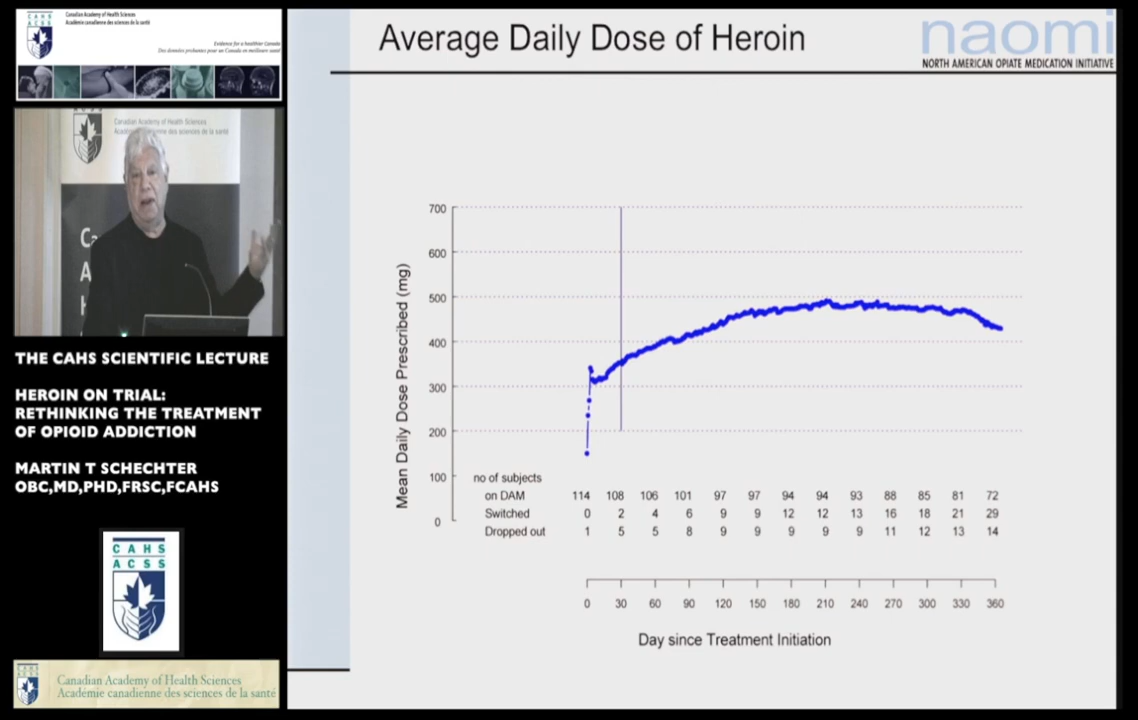 Canadian Academy of Health Sciences
Académie canadienne des sciences de la santé
CAHS
ACSS
Evidence for a healthier Canada
Des données probantes pour un Canada en meilleure santé
Canadian Academy of Health Sciences
THE CAHS SCIENTIFIC LECTURE
HEROIN ON TRIAL:
RETHINKING THE TREATMENT
OF OPIOID ADDICTION
MARTIN T SCHECHTER
OBC,MD,PHD,FRSC,FCAHS
CAHS
ACSS
Canadian Academy of Health Sciences
Académie canadienne des sciences de la santé
Average Daily Dose of Heroin
naomi
NORTH AMERICAN OPIATE MEDICATION INITIATIVE
Mean Daily Dose Prescribed (mg)
700
600
500
400
300
200
100
0
no of subjects
on DAM 114 108 106 101 97 97 94 94 93 88 85 81 72
Switched 0 2 4 6 9 9 12 12 13 16 18 21 29
Dropped out 1 5 5 8 9 9 9 9 9 11 12 13 14
0 30 60 90 120 150 180 210 240 270 300 330 360
Day since Treatment Initiation